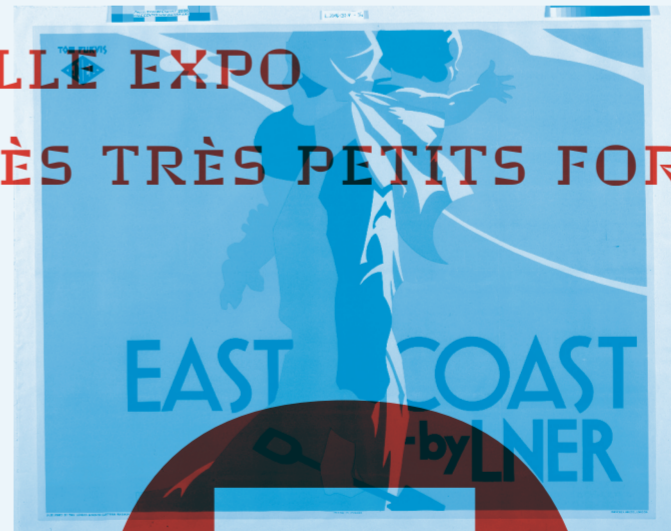 TOM PURVIS
LLE EXPO
ÈS TRÈS PETITS FOR
EAST COAST
-by LNER